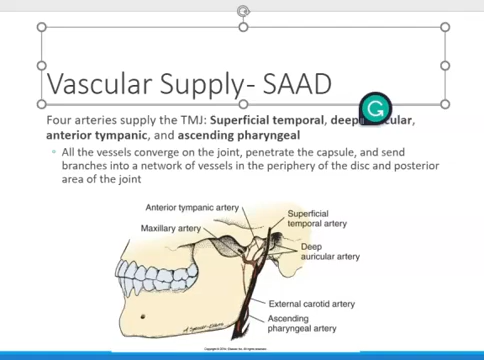 Vascular Supply- SAAD
Four arteries supply the TMJ: Superficial temporal, deep
anterior tympanic, and ascending pharyngeal
All the vessels converge on the joint, penetrate the capsule, and send
branches into a network of vessels in the periphery of the disc and posterior
area of the joint
Anterior tympanic artery
Maxillary artery
Superficial
temporal artery
Deep
auricular artery
External carotid artery
Ascending
pharyngeal artery